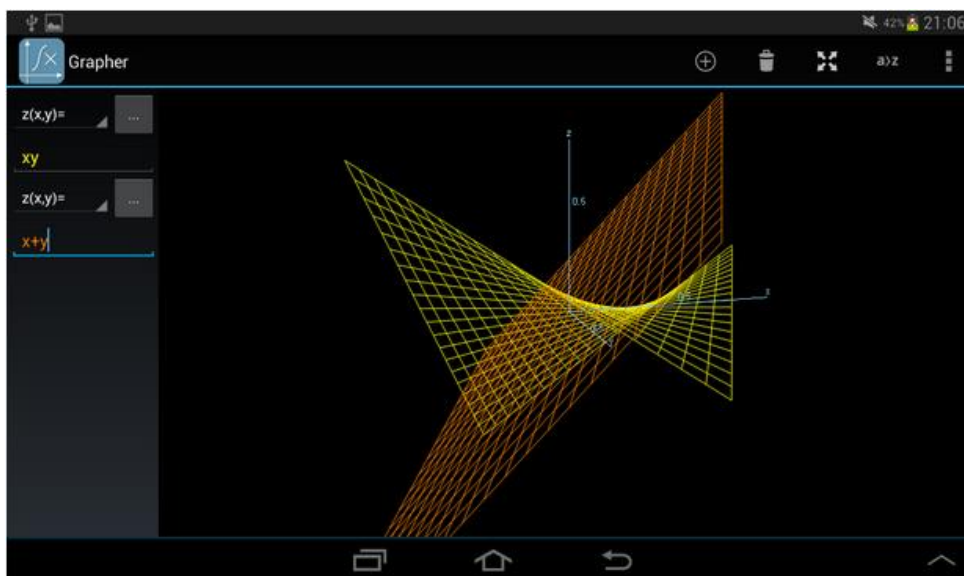 42% 21:06
Grapher
a>z
z(x,y)=
...
xy
z(x,y)=
...
x+y
z
0.5
x